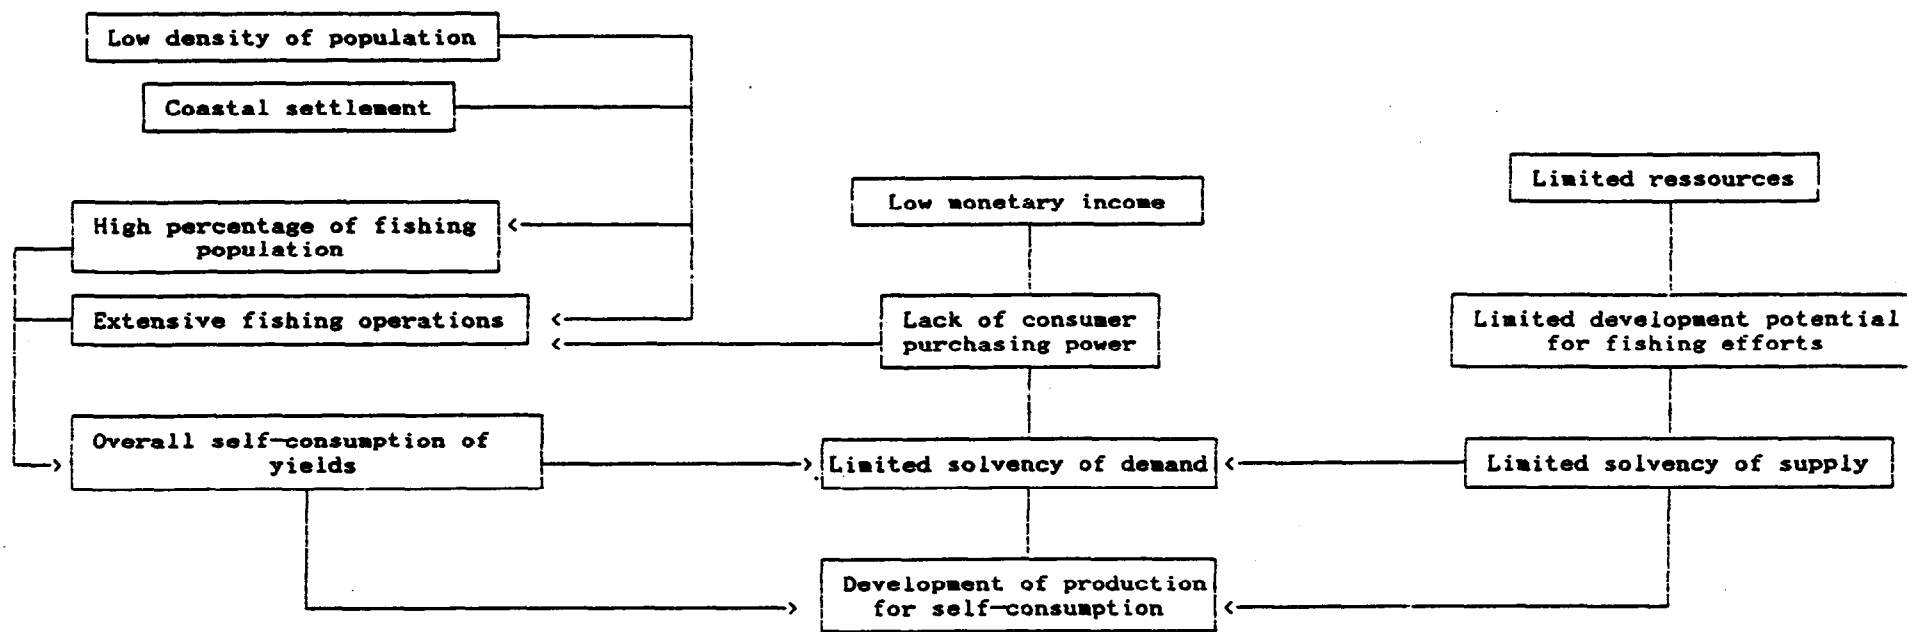 Low density of population
Coastal settlement
High percentage of fishing
population
Extensive fishing operations
Overall self-consumption of
yields
Low monetary income
Lack of consumer
purchasing power
Limited solvency of demand
Development of production
for self-consumption
Limited ressources
Limited development potential
for fishing efforts
Limited solvency of supply